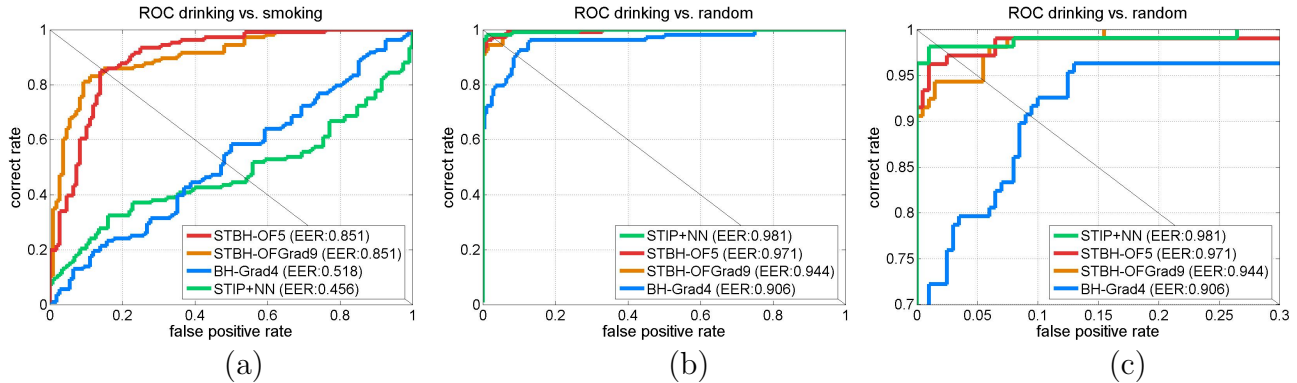 ROC drinking vs. smoking
correct rate
1
0.8
0.6
0.4
0.2
0
0
0.2
0.4
0.6
0.8
1
false positive rate
STBH-OF5 (EER:0.851)
STBH-OFGrad9 (EER:0.851)
BH-Grad4 (EER:0.518)
STIP+NN (EER:0.456)
(a)
ROC drinking vs. random
correct rate
1
0.8
0.6
0.4
0.2
0
0
0.2
0.4
0.6
0.8
1
false positive rate
STIP+NN (EER:0.981)
STBH-OF5 (EER:0.971)
STBH-OFGrad9 (EER:0.944)
BH-Grad4 (EER:0.906)
(b)
ROC drinking vs. random
correct rate
1
0.95
0.9
0.85
0.8
0.75
0.7
0
0.05
0.1
0.15
0.2
0.25
0.3
false positive rate
STIP+NN (EER:0.981)
STBH-OF5 (EER:0.971)
STBH-OFGrad9 (EER:0.944)
BH-Grad4 (EER:0.906)
(c)